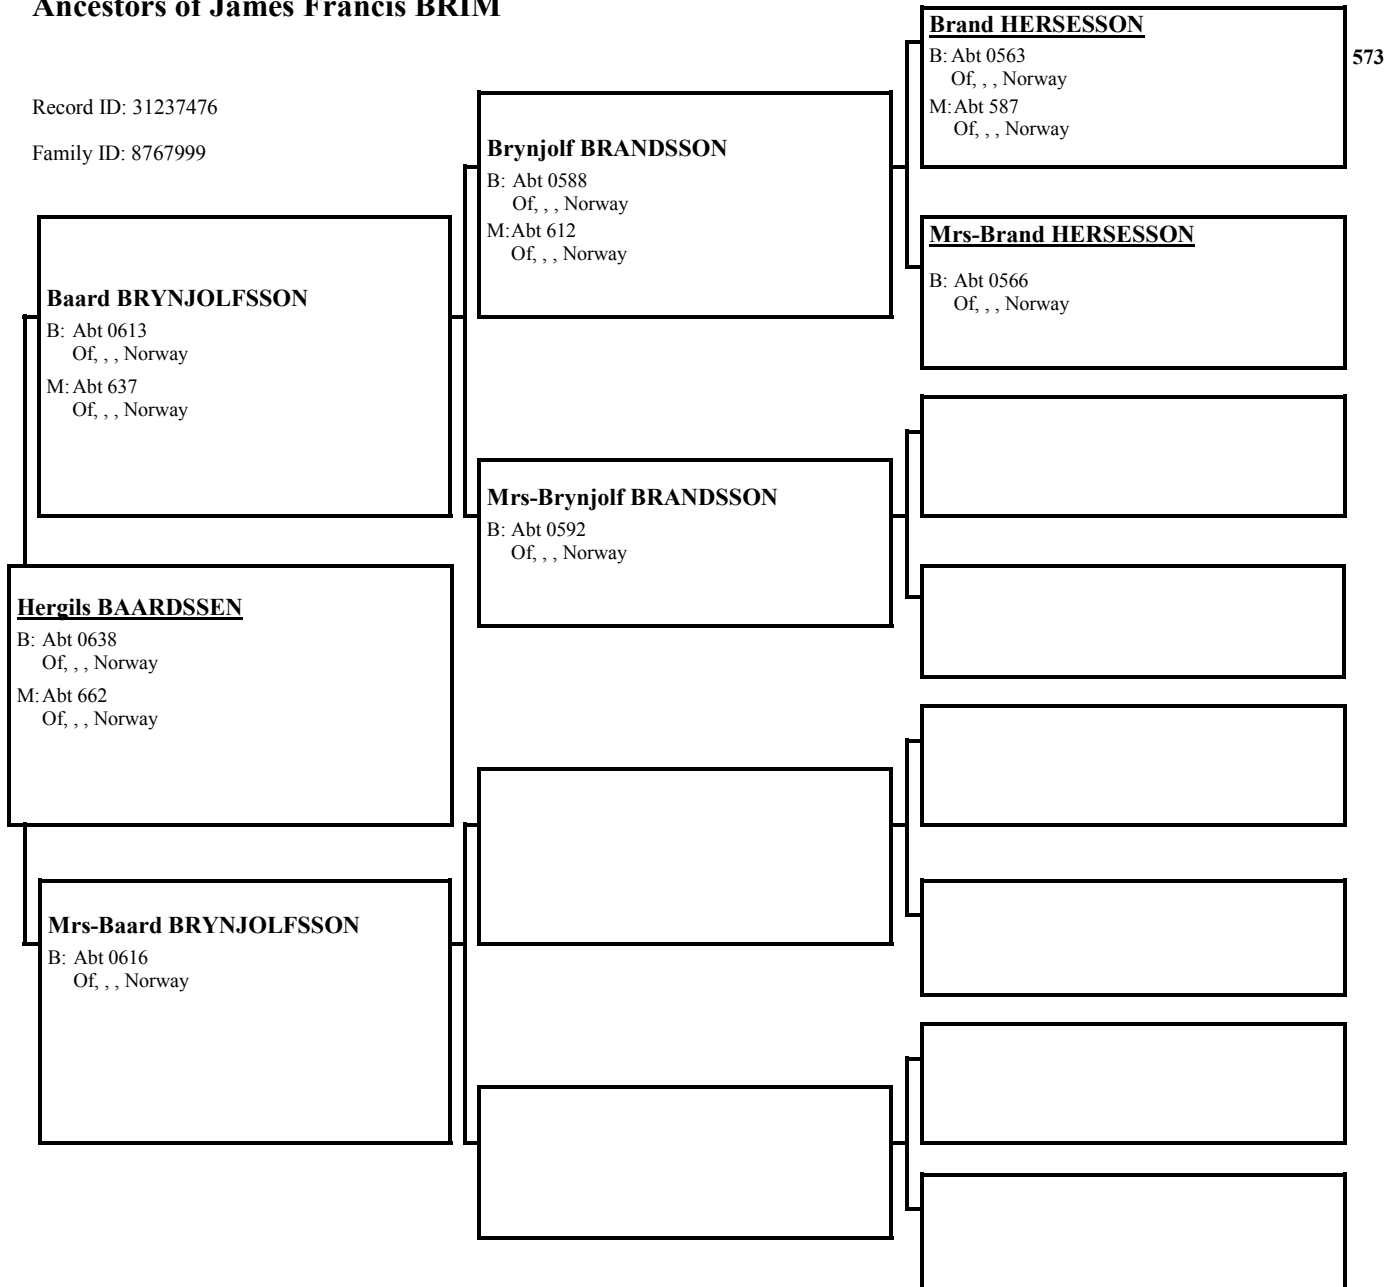 Ancestors of James Francis BRIM
Record ID: 31237476
Family ID: 8767999
Hergils BAARDSSEN
B: Abt 0638
Of, , , Norway
M: Abt 662
Of, , , Norway
Baard BRYNJOLFSSON
B: Abt 0613
Of, , , Norway
M: Abt 637
Of, , , Norway
Mrs-Baard BRYNJOLFSSON
B: Abt 0616
Of, , , Norway
Brynjolf BRANDSSON
B: Abt 0588
Of, , , Norway
M: Abt 612
Of, , , Norway
Mrs-Brynjolf BRANDSSON
B: Abt 0592
Of, , , Norway
Brand HERSESSON
B: Abt 0563
Of, , , Norway
M: Abt 587
Of, , , Norway
573
Mrs-Brand HERSESSON
B: Abt 0566
Of, , , Norway